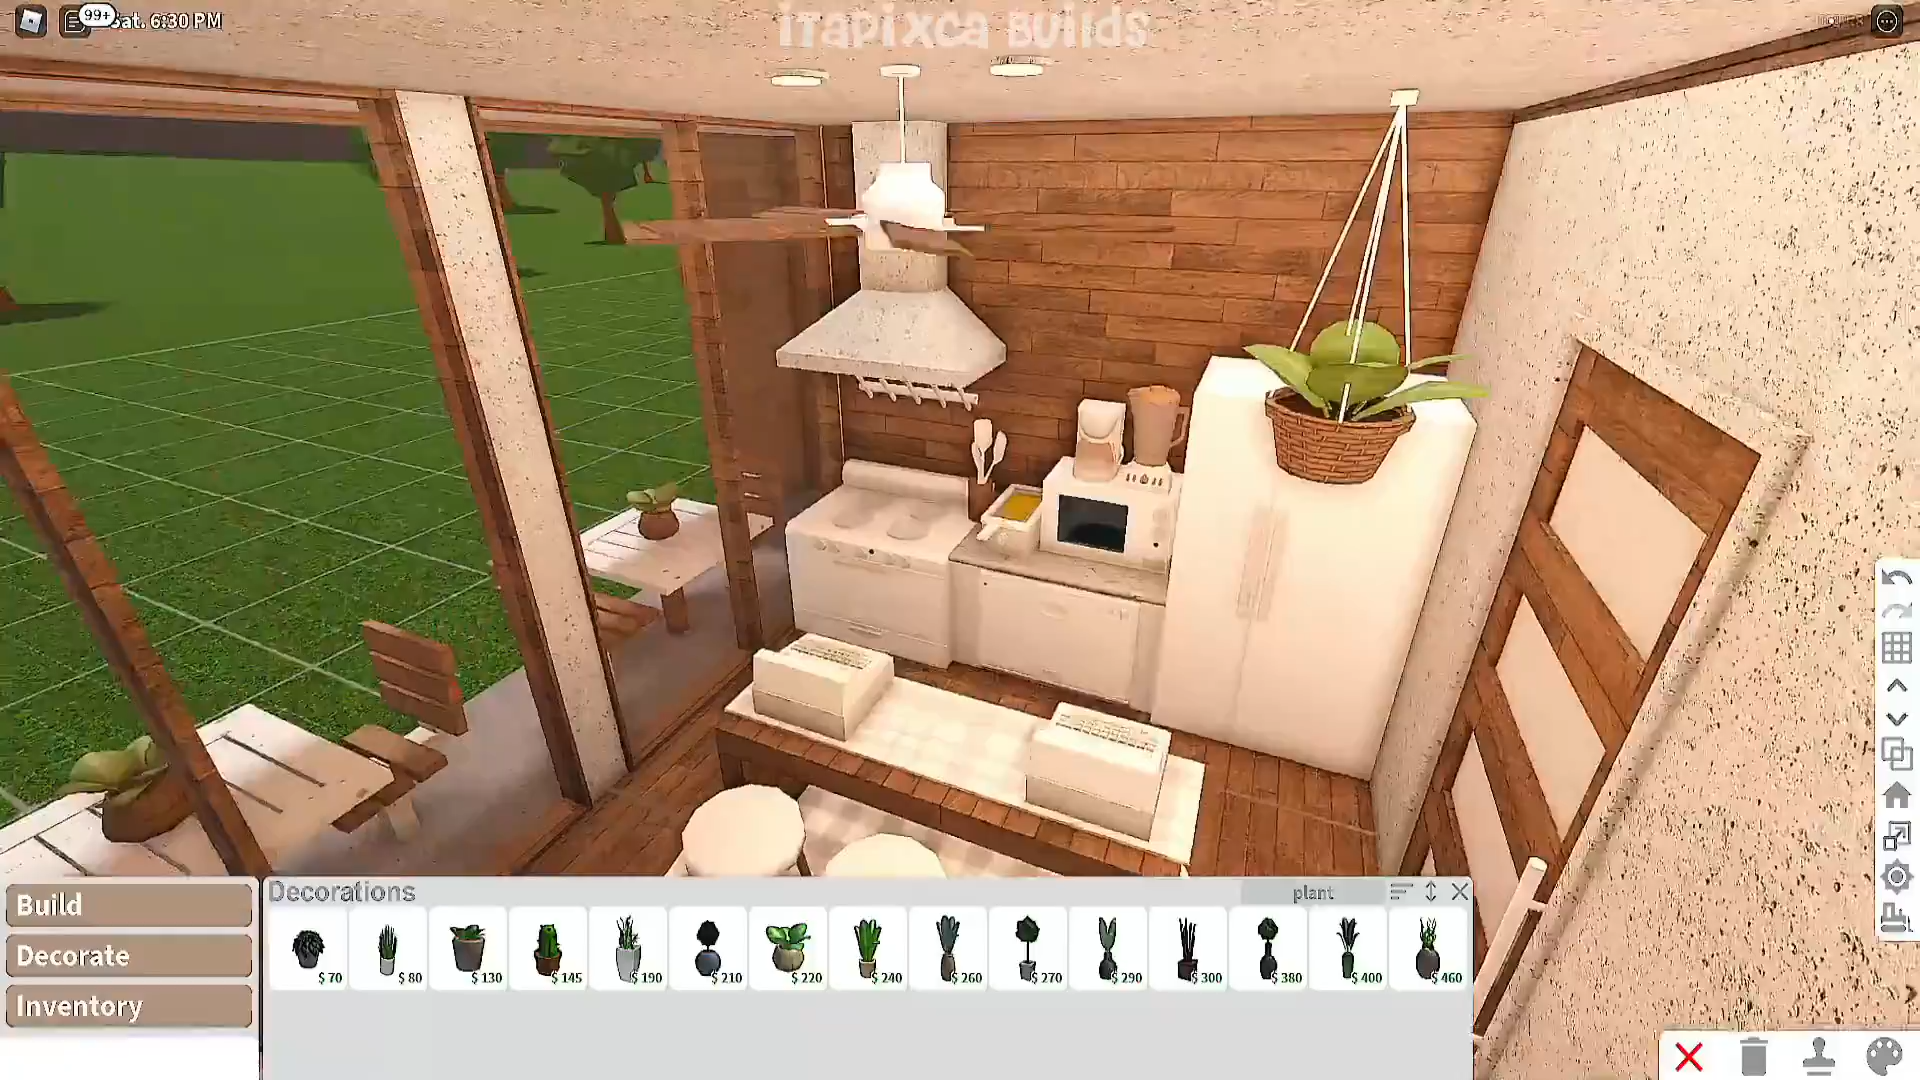 99+
Sat. 6:30 PM
iTapixca Builds
Build
Decorate
Inventory
Decorations
plant
$ 70
$ 80
$ 130
$ 145
$ 190
$ 210
$ 220
$ 240
$ 260
$ 270
$ 290
$ 300
$ 380
$ 400
$ 460